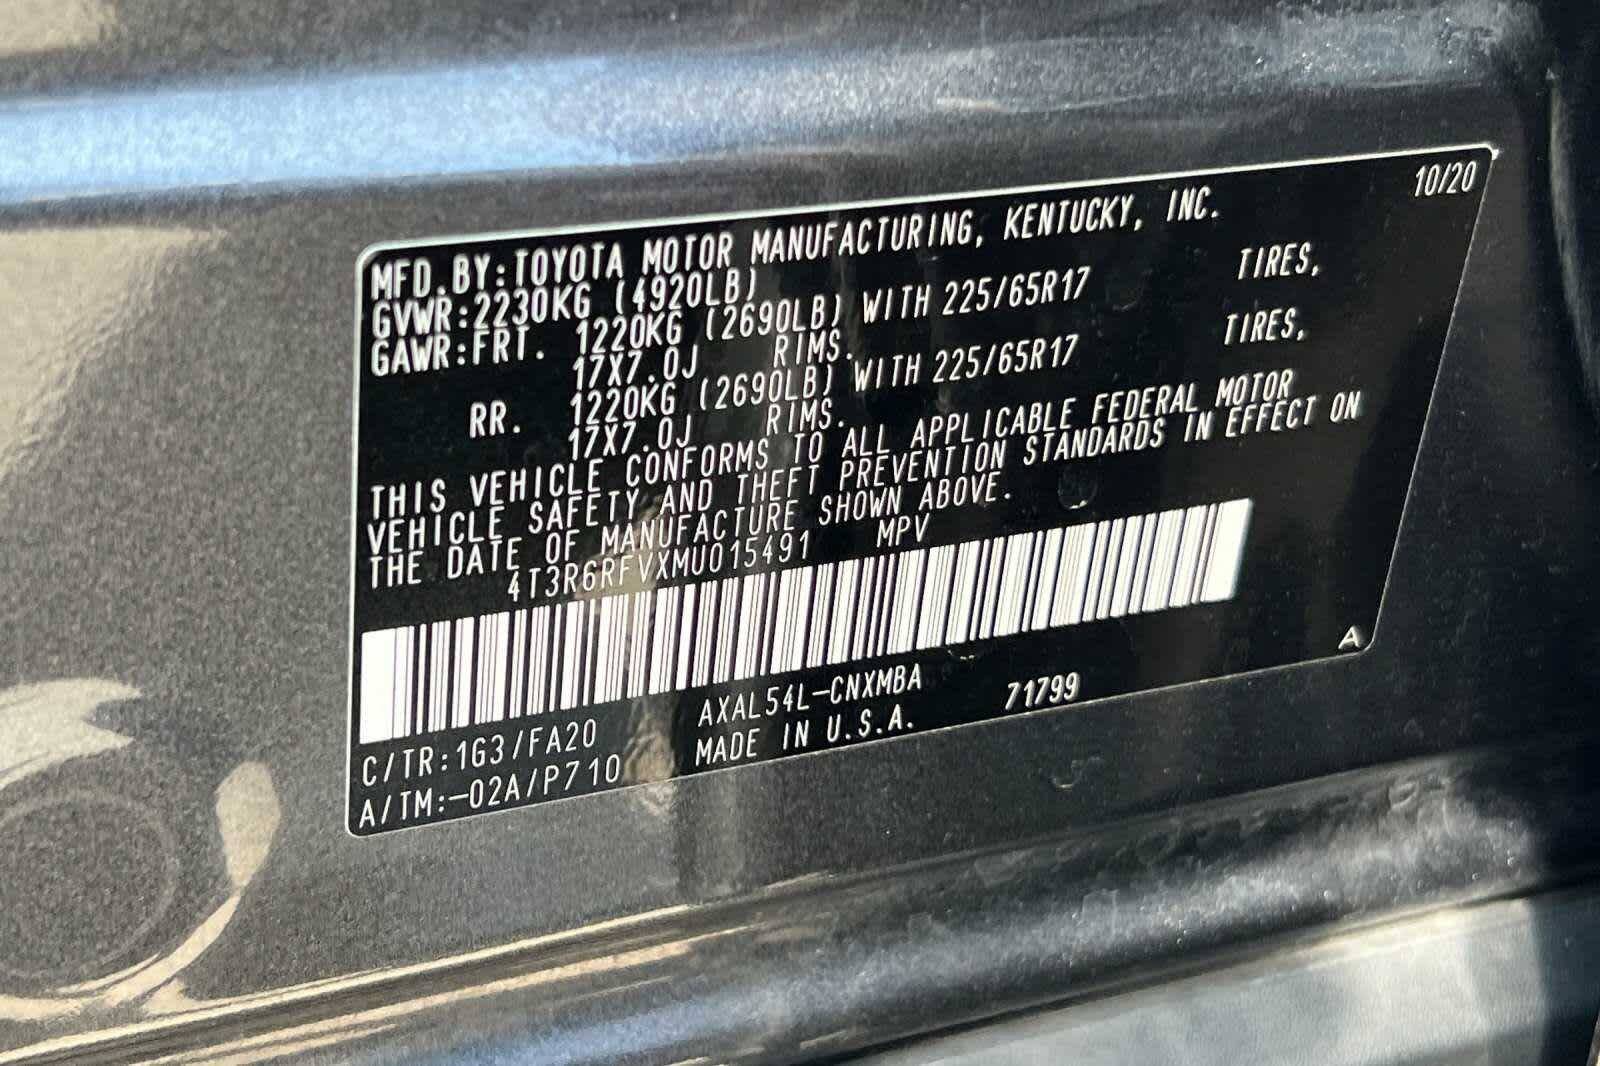 10/20
MFD.BY:TOYOTA MOTOR MANUFACTURING, KENTUCKY, INC.
GVWR:2230KG (4920LB)
GAWR:FRT. 1220KG (2690LB) WITH 225/65R17 TIRES,
17X7.0J RIMS.
RR. 1220KG (2690LB) WITH 225/65R17 TIRES,
17X7.0J RIMS.
THIS VEHICLE CONFORMS TO ALL APPLICABLE FEDERAL MOTOR
VEHICLE SAFETY AND THEFT PREVENTION STANDARDS IN EFFECT ON
THE DATE OF MANUFACTURE SHOWN ABOVE.
4T3R6RFVXMU015491 MPV
A
C/TR:1G3/FA20 AXAL54L-CNXMBA 71799
A/TM:-02A/P710 MADE IN U.S.A.